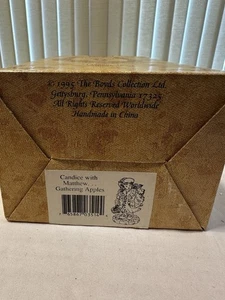 © 1995 The Boyds Collection Ltd.
Gettysburg, Pennsylvania 17325
All Rights Reserved Worldwide
Handmade in China
Candice with
Matthew . . .
Gathering Apples